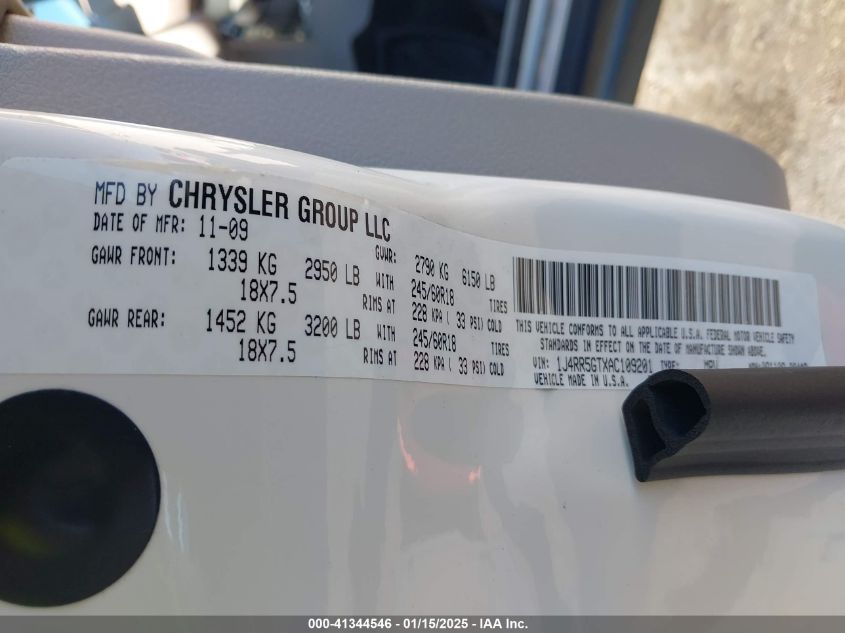 MFD BY CHRYSLER GROUP LLC
DATE OF MFR: 11-09 GVWR: 2790 KG 6150 LB
GAWR FRONT: 1339 KG 2950 LB WITH 245/60R18 TIRES
18X7.5 RIMS AT 228 KPA ( 33 PSI) COLD
GAWR REAR: 1452 KG 3200 LB WITH 245/60R18 TIRES
18X7.5 RIMS AT 228 KPA ( 33 PSI) COLD
THIS VEHICLE CONFORMS TO ALL APPLICABLE U.S.A. FEDERAL MOTOR VEHICLE SAFETY
STANDARDS IN EFFECT ON THE DATE OF MANUFACTURE SHOWN ABOVE.
VIN: 1J4RR5GTXAC109201 TYPE: MPV
VEHICLE MADE IN U.S.A.
000-41344546 - 01/15/2025 - IAA Inc.